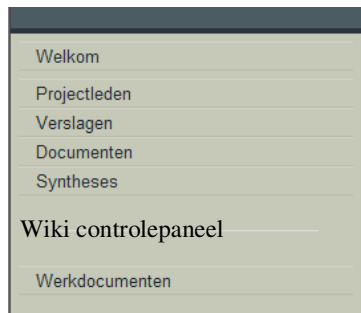 Welkom
Projectleden
Verslagen
Documenten
Syntheses
Wiki controlepaneel
Werkdocumenten